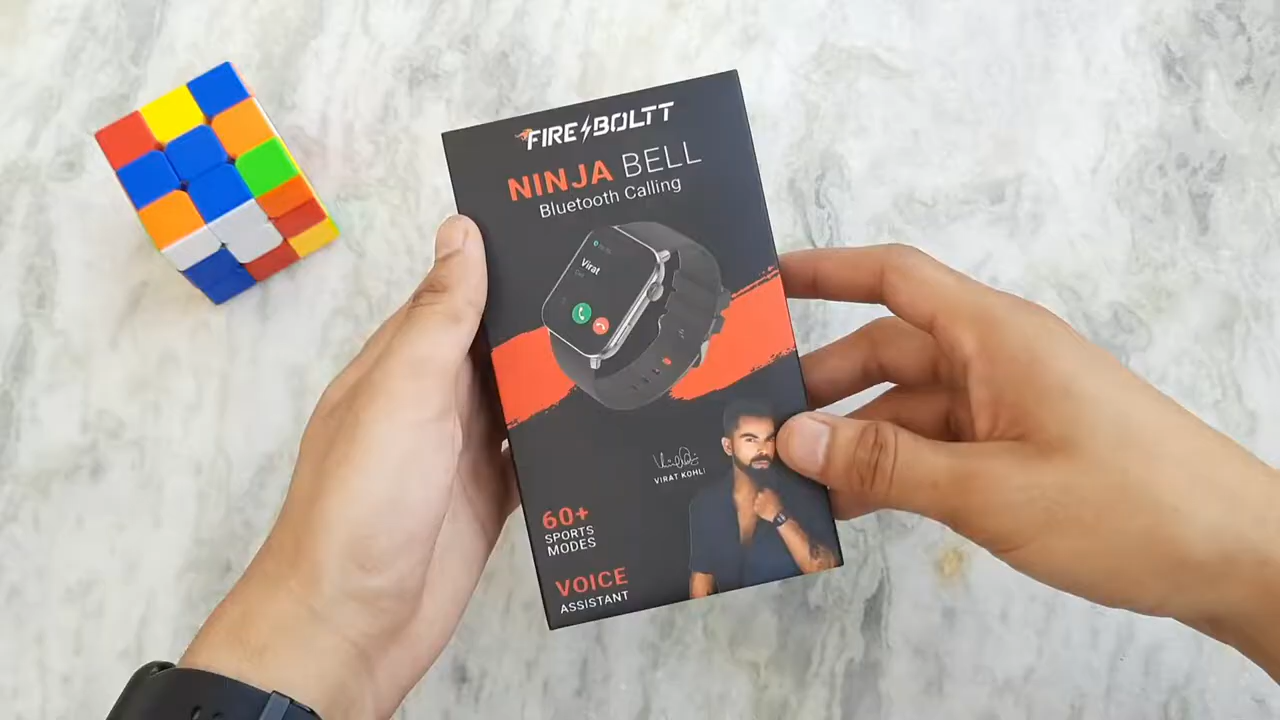 FIRE BOLTT
NINJA BELL
Bluetooth Calling
Virat
VIRAT KOHLI
60+
SPORTS
MODES
VOICE
ASSISTANT